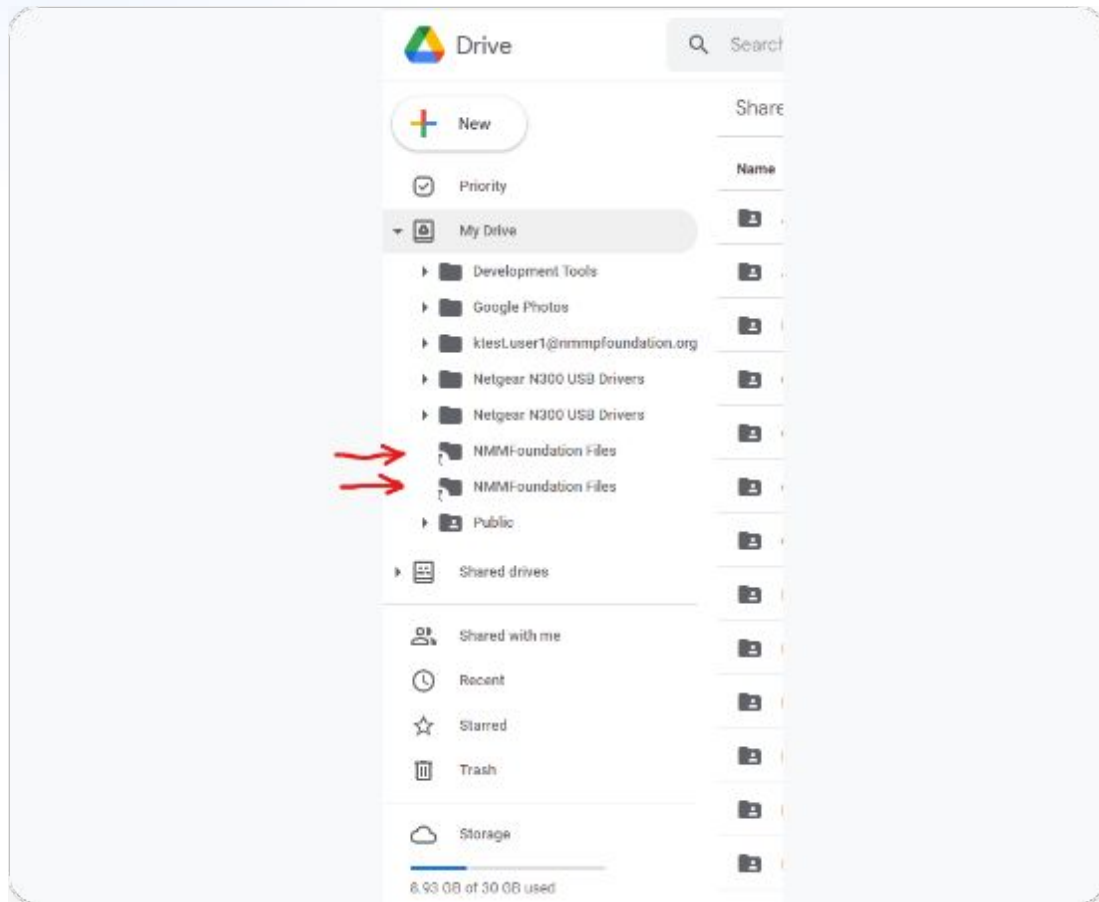 Drive
Search
New
Share
Name
Priority
My Drive
Development Tools
Google Photos
ktest.user1@nmmpfoundation.org
Netgear N300 USB Drivers
Netgear N300 USB Drivers
NMMFoundation Files
NMMFoundation Files
Public
Shared drives
Shared with me
Recent
Starred
Trash
Storage
8.93 GB of 30 GB used